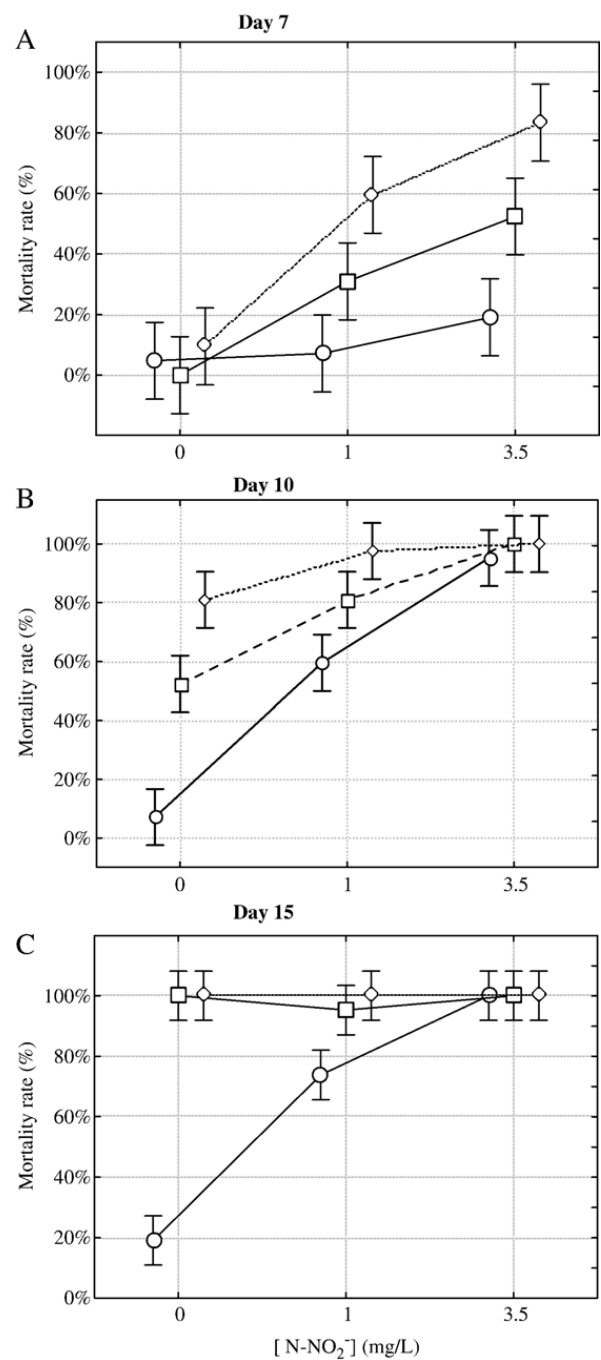 Day 7
A
100%
80%
60%
40%
20%
0%
Mortality rate (%)
0 1 3.5
Day 10
B
100%
80%
60%
40%
20%
0%
Mortality rate (%)
0 1 3.5
Day 15
C
100%
80%
60%
40%
20%
0%
Mortality rate (%)
0 1 3.5
[ N-NO₂⁻] (mg/L)